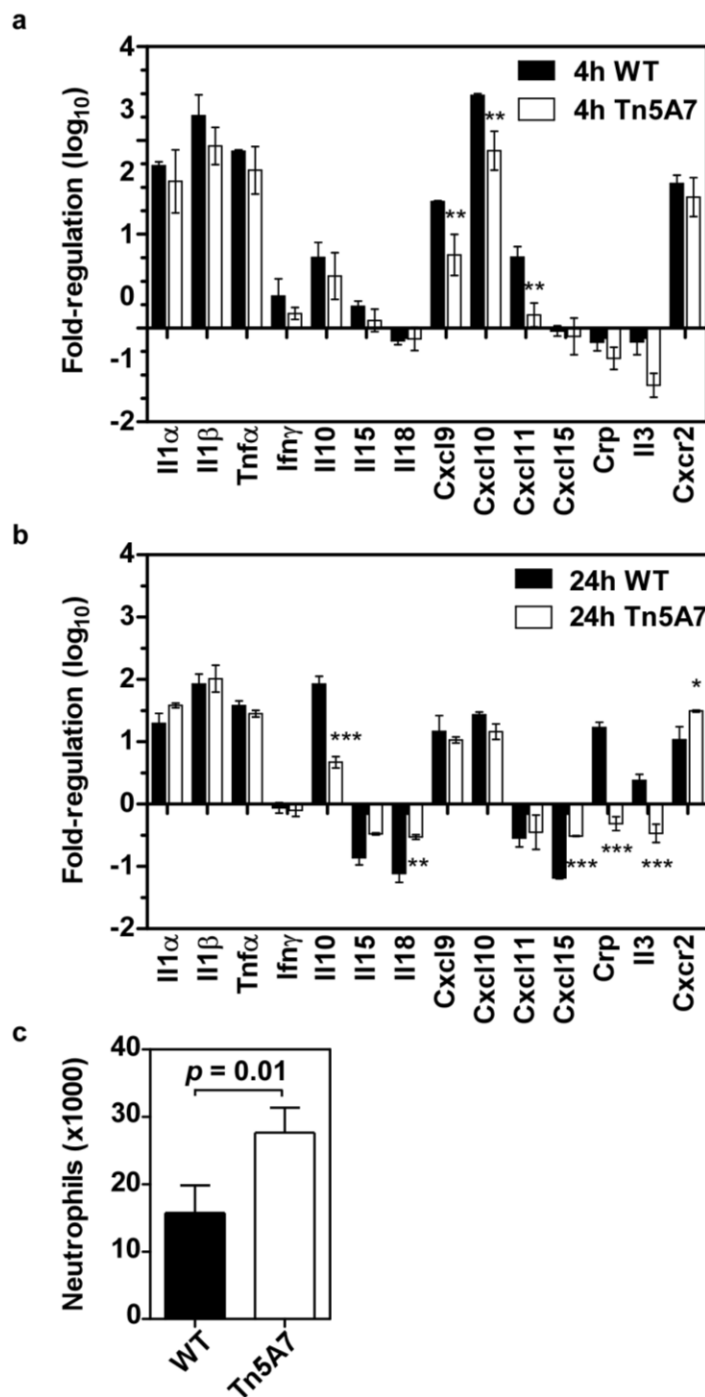 a
4
3
2
1
0
-1
-2
Fold-regulation (log10)
4h WT
4h Tn5A7
**
**
**
Il1α
Il1β
Tnfα
Ifnγ
Il10
Il15
Il18
Cxcl9
Cxcl10
Cxcl11
Cxcl15
Crp
Il3
Cxcr2
b
4
3
2
1
0
-1
-2
Fold-regulation (log10)
24h WT
24h Tn5A7
***
**
***
***
***
*
Il1α
Il1β
Tnfα
Ifnγ
Il10
Il15
Il18
Cxcl9
Cxcl10
Cxcl11
Cxcl15
Crp
Il3
Cxcr2
c
40
30
20
10
0
Neutrophils (x1000)
p = 0.01
WT
Tn5A7